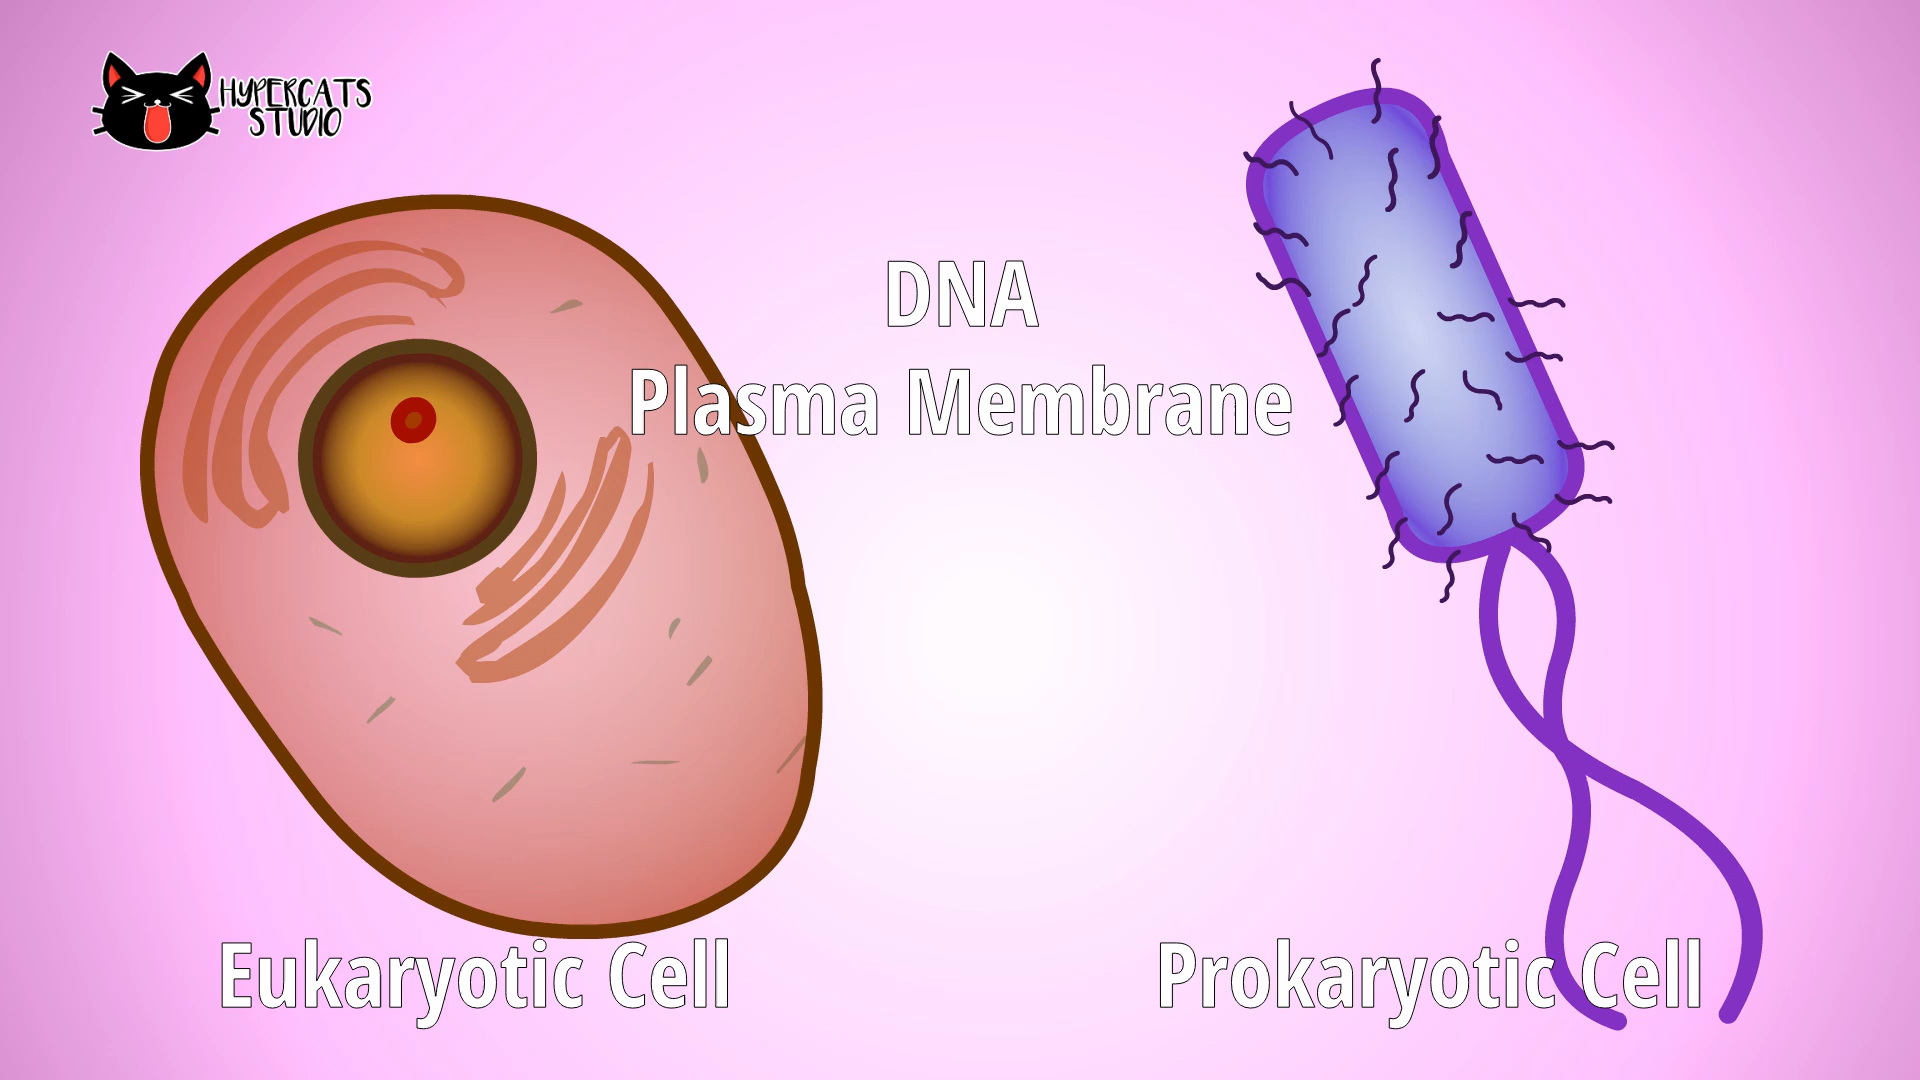 HYPERCATS
STUDIO
DNA
Plasma Membrane
Eukaryotic Cell
Prokaryotic Cell